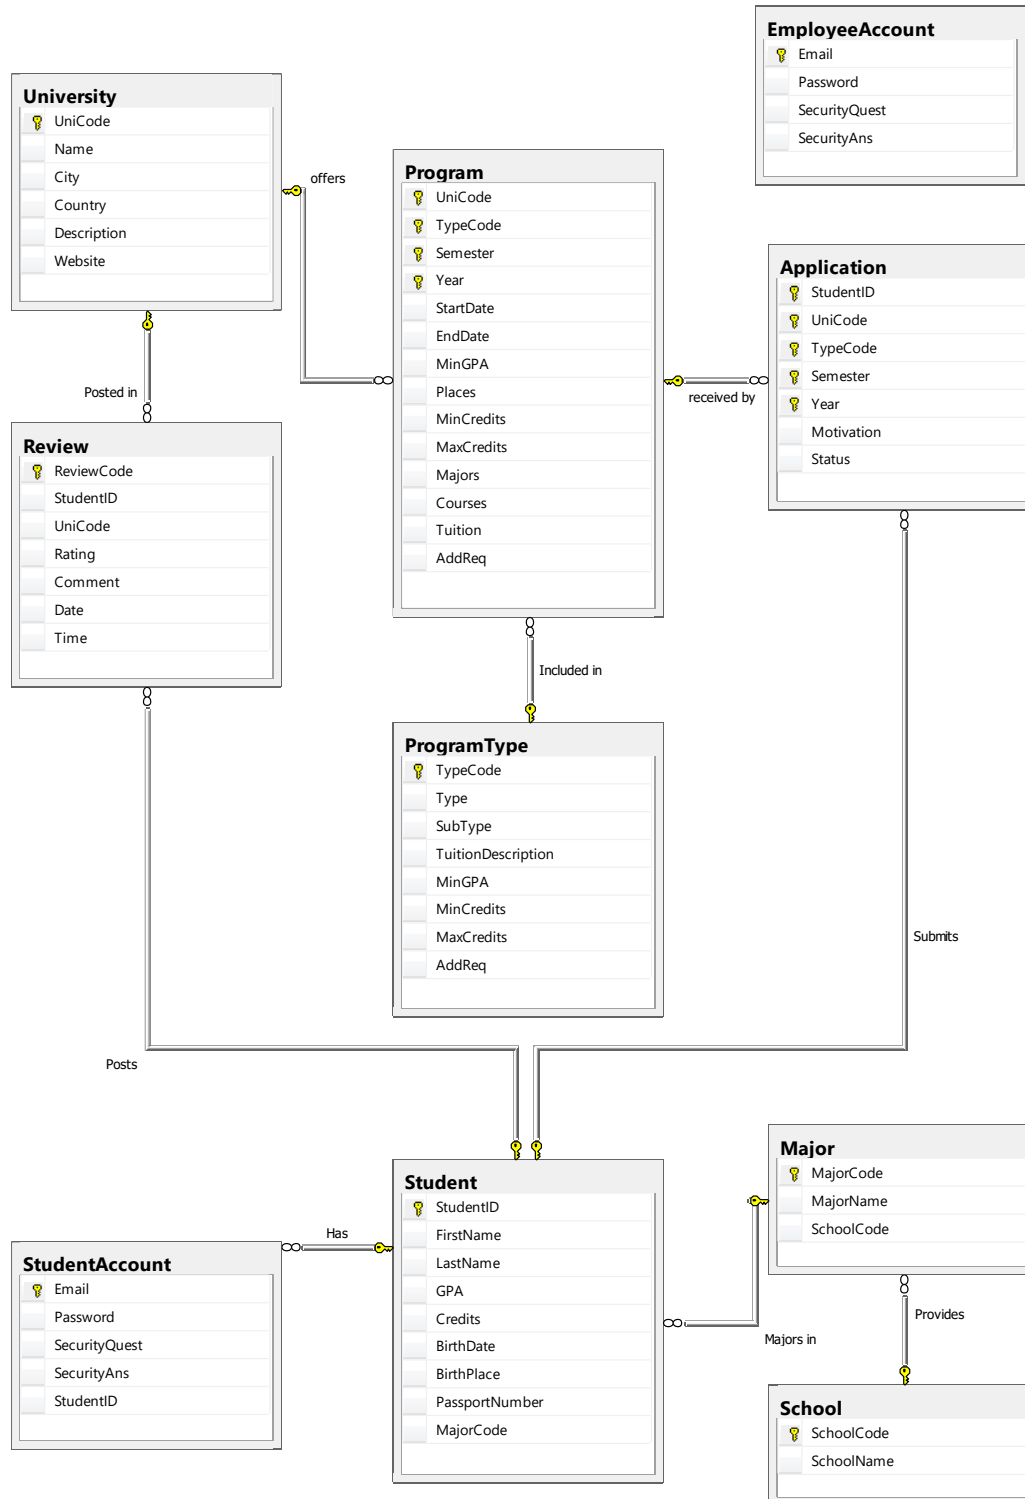 EmployeeAccount
Email
Password
SecurityQuest
SecurityAns
University
UniCode
Name
City
Country
Description
Website
offers
Program
UniCode
TypeCode
Semester
Year
StartDate
EndDate
MinGPA
Places
MinCredits
MaxCredits
Majors
Courses
Tuition
AddReq
Application
StudentID
UniCode
TypeCode
Semester
Year
Motivation
Status
received by
Posted in
Review
ReviewCode
StudentID
UniCode
Rating
Comment
Date
Time
Included in
ProgramType
TypeCode
Type
SubType
TuitionDescription
MinGPA
MinCredits
MaxCredits
AddReq
Submits
Posts
Student
StudentID
FirstName
LastName
GPA
Credits
BirthDate
BirthPlace
PassportNumber
MajorCode
Major
MajorCode
MajorName
SchoolCode
Has
StudentAccount
Email
Password
SecurityQuest
SecurityAns
StudentID
Majors in
Provides
School
SchoolCode
SchoolName